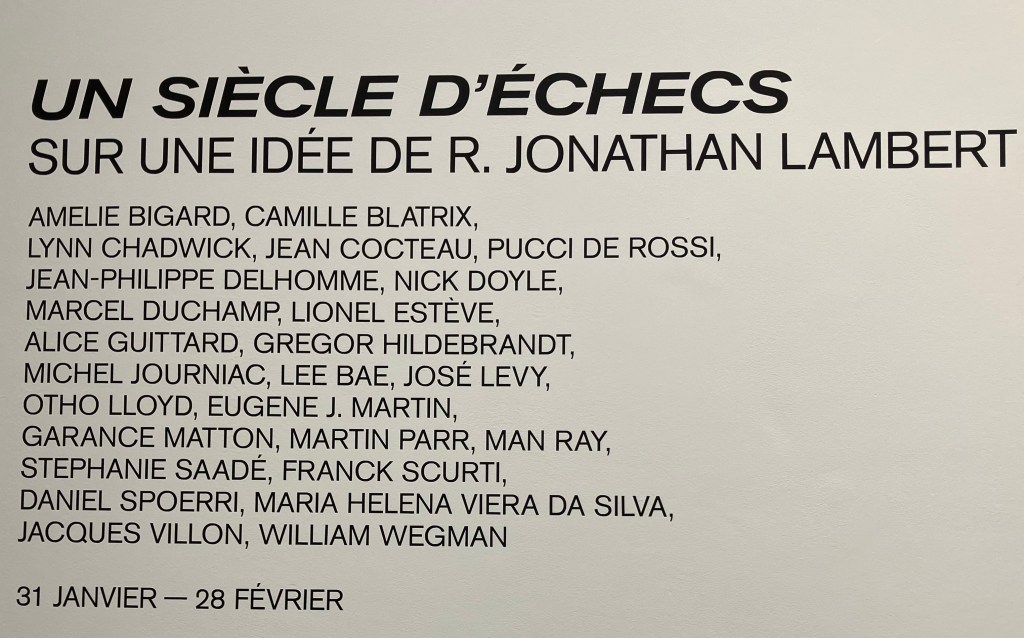 UN SIÈCLE D'ÉCHECS
SUR UNE IDÉE DE R. JONATHAN LAMBERT
AMELIE BIGARD, CAMILLE BLATRIX,
LYNN CHADWICK, JEAN COCTEAU, PUCCI DE ROSSI,
JEAN-PHILIPPE DELHOMME, NICK DOYLE,
MARCEL DUCHAMP, LIONEL ESTÈVE,
ALICE GUITTARD, GREGOR HILDEBRANDT,
MICHEL JOURNIAC, LEE BAE, JOSÉ LEVY,
OTHO LLOYD, EUGENE J. MARTIN,
GARANCE MATTON, MARTIN PARR, MAN RAY,
STEPHANIE SAADÉ, FRANCK SCURTI,
DANIEL SPOERRI, MARIA HELENA VIERA DA SILVA,
JACQUES VILLON, WILLIAM WEGMAN
31 JANVIER — 28 FÉVRIER